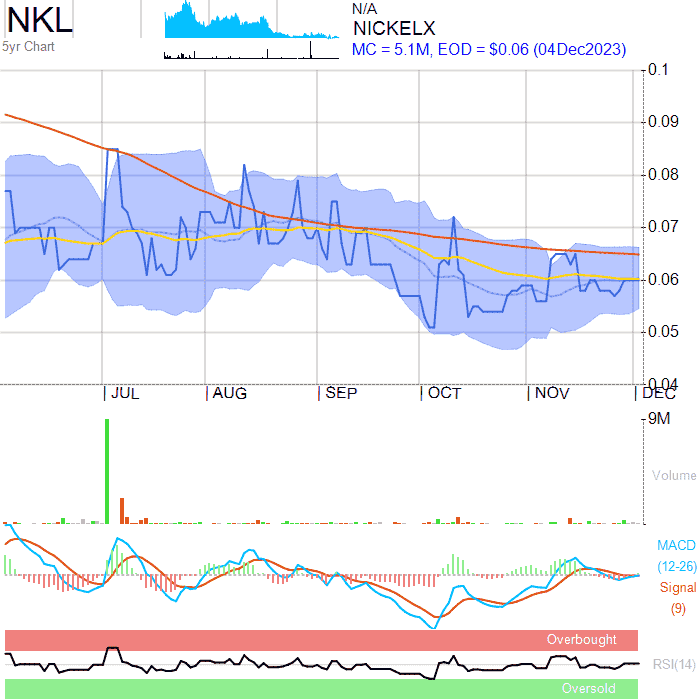 NKL
5yr Chart
N/A
NICKELX
MC = 5.1M, EOD = $0.06 (04Dec2023)
0.1
0.09
0.08
0.07
0.06
0.05
0.04
JUL AUG SEP OCT NOV DEC
9M
Volume
MACD
(12-26)
Signal
(9)
Overbought
RSI(14)
Oversold